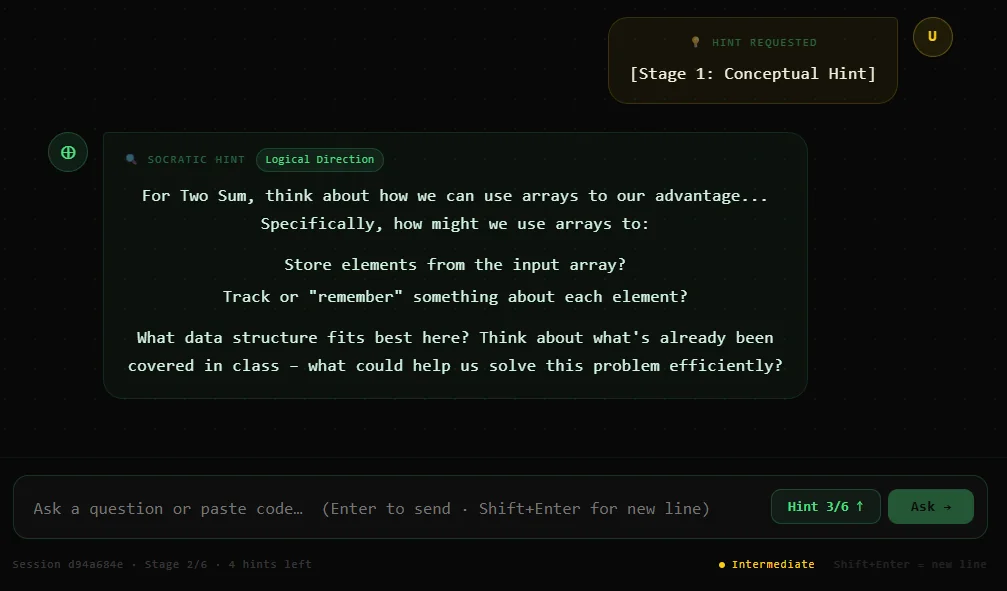 HINT REQUESTED
U
[Stage 1: Conceptual Hint]
SOCRATIC HINT Logical Direction
For Two Sum, think about how we can use arrays to our advantage...
Specifically, how might we use arrays to:
Store elements from the input array?
Track or "remember" something about each element?
What data structure fits best here? Think about what's already been
covered in class – what could help us solve this problem efficiently?
Ask a question or paste code… (Enter to send · Shift+Enter for new line)
Hint 3/6 ↑
Ask →
Session d94a684e · Stage 2/6 · 4 hints left
● Intermediate
Shift+Enter = new line